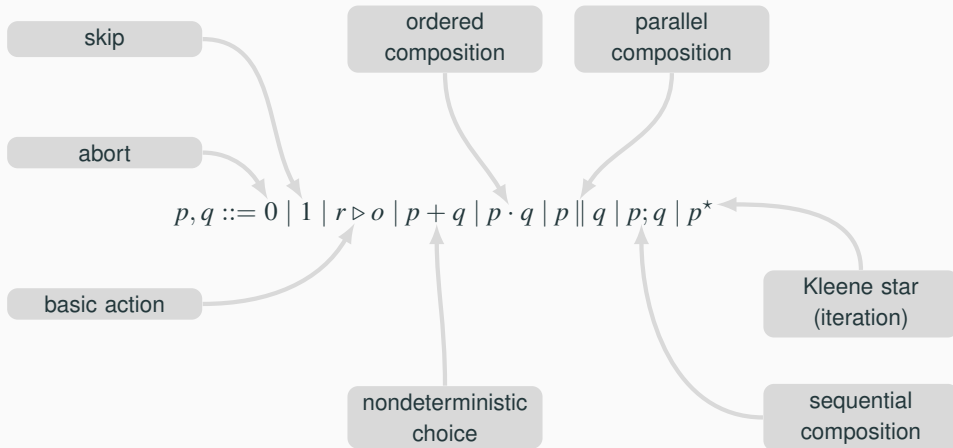 skip
ordered
composition
parallel
composition
abort
p, q ::= 0 | 1 | r ▷ o | p + q | p · q | p ∥ q | p; q | p⋆
basic action
Kleene star
(iteration)
nondeterministic
choice
sequential
composition